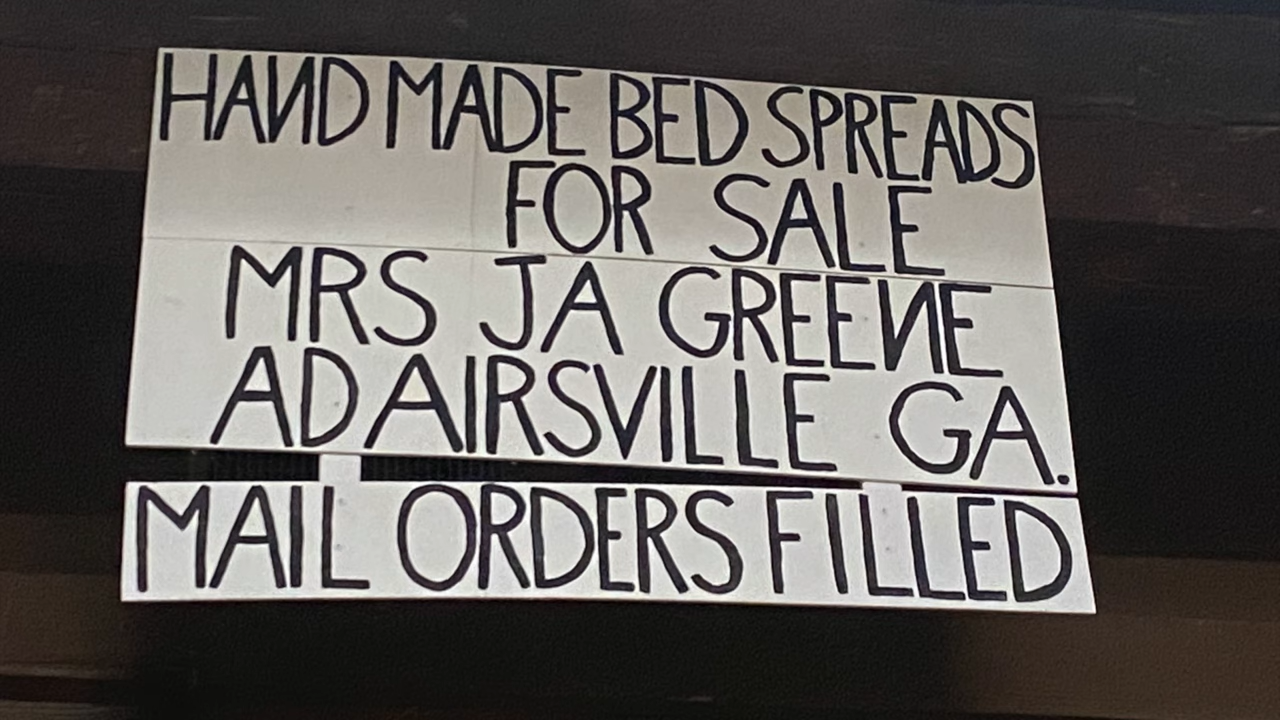 HAND MADE BED SPREADS
FOR SALE
MRS JA GREENE
ADAIRSVILLE GA.
MAIL ORDERS FILLED